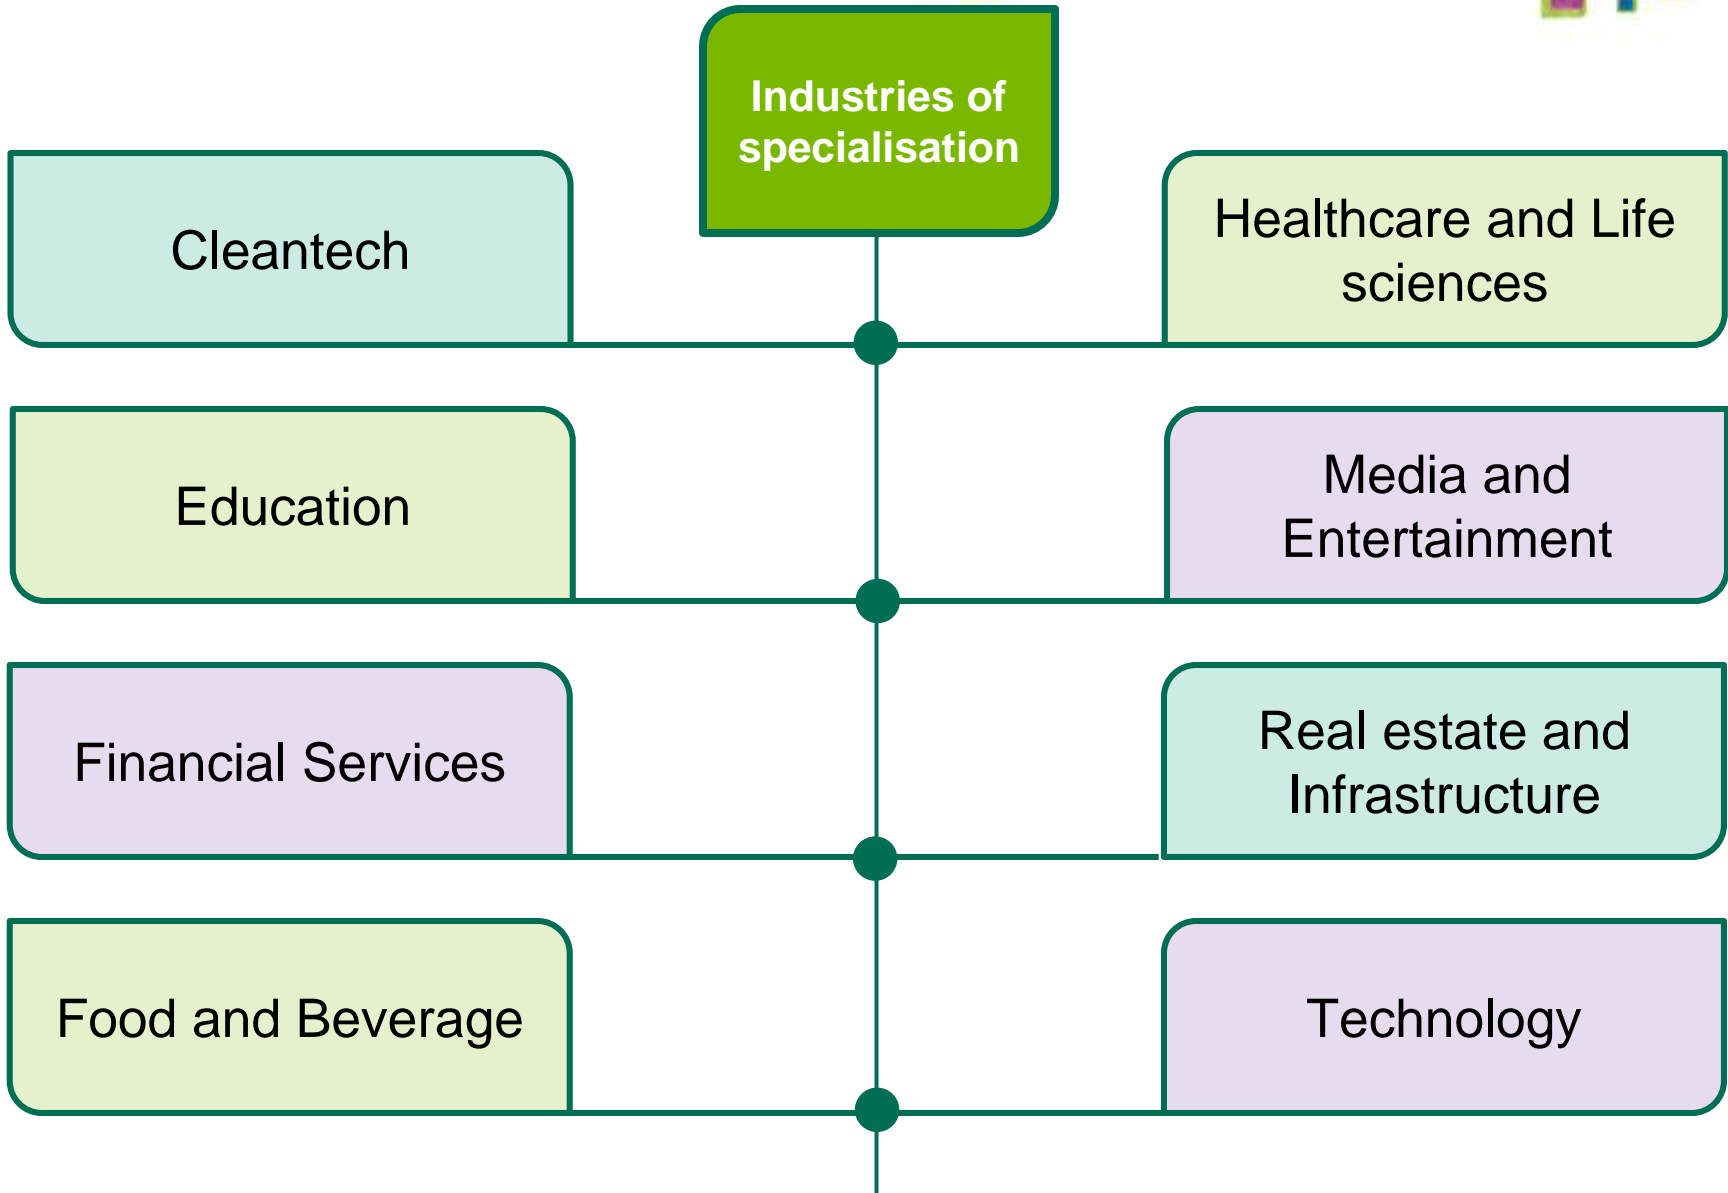 Industries of
specialisation
Cleantech
Healthcare and Life
sciences
Education
Media and
Entertainment
Financial Services
Real estate and
Infrastructure
Food and Beverage
Technology